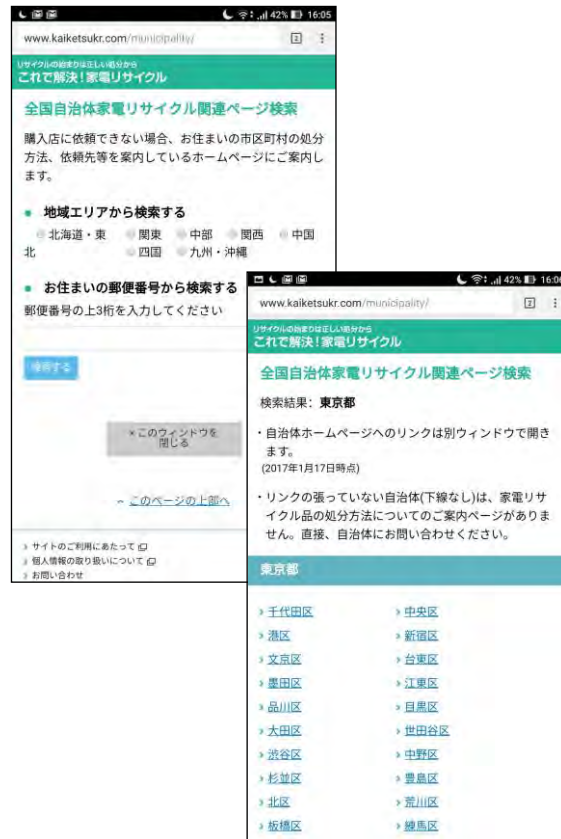 42% 16:05
www.kaiketsukr.com/municipality/
2
リサイクルの始まりは正しい処分から
これで解決！家電リサイクル
全国自治体家電リサイクル関連ページ検索
購入店に依頼できない場合、お住まいの市区町村の処分
方法、依頼先等を案内しているホームページにご案内し
ます。
• 地域エリアから検索する
北海道・東 関東 中部 関西 中国
北 四国 九州・沖縄
• お住まいの郵便番号から検索する
郵便番号の上3桁を入力してください
検索する
×このウィンドウを
閉じる
このページの上部へ
› サイトのご利用にあたって
› 個人情報の取り扱いについて
› お問い合わせ
42% 16:06
www.kaiketsukr.com/municipality/
2
リサイクルの始まりは正しい処分から
これで解決！家電リサイクル
全国自治体家電リサイクル関連ページ検索
検索結果：東京都
・自治体ホームページへのリンクは別ウィンドウで開き
ます。
(2017年1月17日時点)
・リンクの張っていない自治体(下線なし)は、家電リサ
イクル品の処分方法についてのご案内ページがありま
せん。直接、自治体にお問い合わせください。
東京都
› 千代田区 › 中央区
› 港区 › 新宿区
› 文京区 › 台東区
› 墨田区 › 江東区
› 品川区 › 目黒区
› 大田区 › 世田谷区
› 渋谷区 › 中野区
› 杉並区 › 豊島区
› 北区 › 荒川区
› 板橋区 › 練馬区